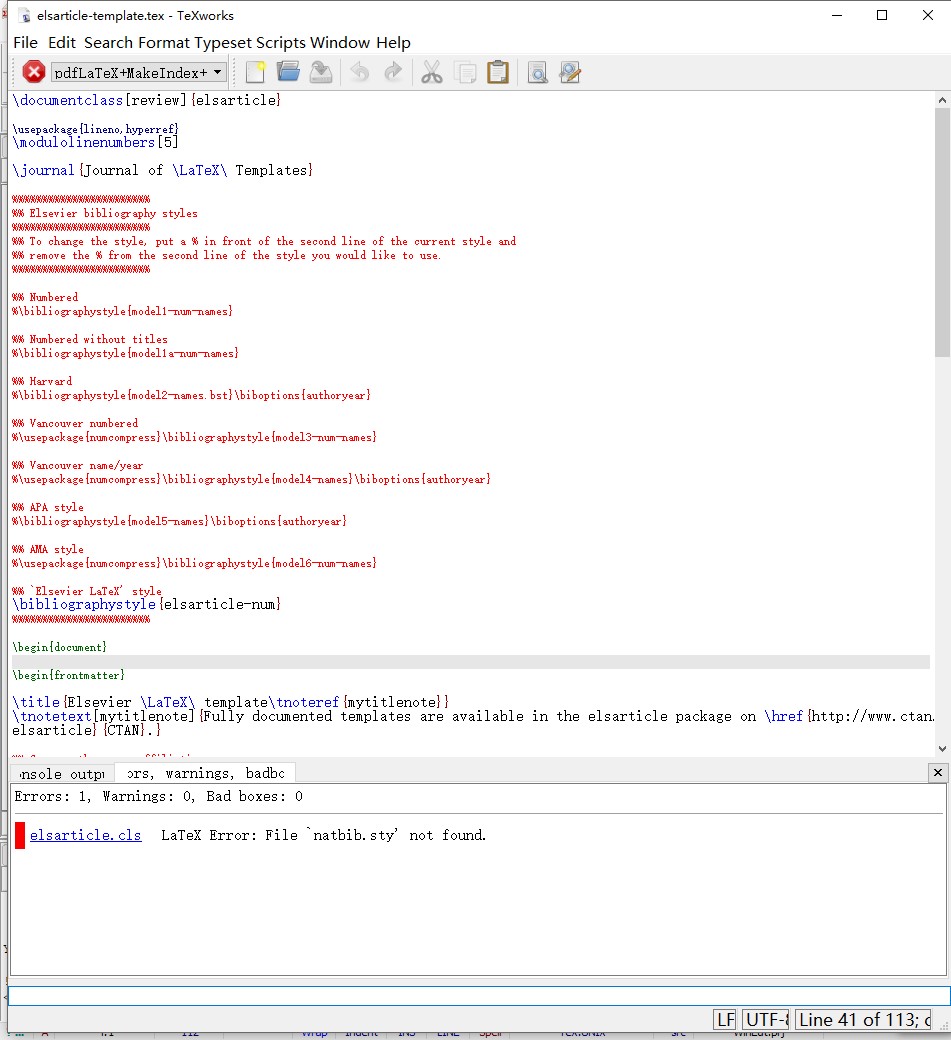 elsarticle-template.tex - TeXworks
File Edit Search Format Typeset Scripts Window Help
pdfLaTeX+MakeIndex+
\documentclass[review]{elsarticle}
\usepackage{lineno,hyperref}
\modulolinenumbers[5]
\journal{Journal of \LaTeX\ Templates}
%%%%%%%%%%%%%%%%%%%%%%%
%% Elsevier bibliography styles
%%%%%%%%%%%%%%%%%%%%%%%
%% To change the style, put a % in front of the second line of the current style and
%% remove the % from the second line of the style you would like to use.
%%%%%%%%%%%%%%%%%%%%%%%
%% Numbered
%\bibliographystyle{model1-num-names}
%% Numbered without titles
%\bibliographystyle{model1a-num-names}
%% Harvard
%\bibliographystyle{model2-names.bst}\biboptions{authoryear}
%% Vancouver numbered
%\usepackage{numcompress}\bibliographystyle{model3-num-names}
%% Vancouver name/year
%\usepackage{numcompress}\bibliographystyle{model4-names}\biboptions{authoryear}
%% APA style
%\bibliographystyle{model5-names}\biboptions{authoryear}
%% AMA style
%\usepackage{numcompress}\bibliographystyle{model6-num-names}
%% `Elsevier LaTeX' style
\bibliographystyle{elsarticle-num}
%%%%%%%%%%%%%%%%%%%%%%%
\begin{document}
\begin{frontmatter}
\title{Elsevier \LaTeX\ template\tnoteref{mytitlenote}}
\tnotetext[mytitlenote]{Fully documented templates are available in the elsarticle package on \href{http://www.ctan.
elsarticle}{CTAN}.}
nsole outpu
ors, warnings, badbo
Errors: 1, Warnings: 0, Bad boxes: 0
elsarticle.cls LaTeX Error: File `natbib.sty' not found.
LF UTF-8 Line 41 of 113; c